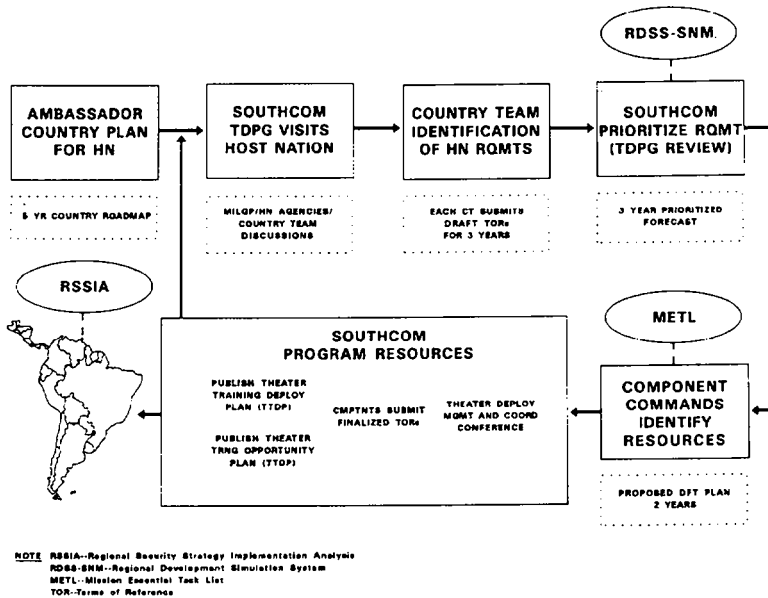 RDSS-SNM
AMBASSADOR
COUNTRY PLAN
FOR HN
SOUTHCOM
TDPG VISITS
HOST NATION
COUNTRY TEAM
IDENTIFICATION
OF HN RQMTS
SOUTHCOM
PRIORITIZE RQMT
(TDPG REVIEW)
5 YR COUNTRY ROADMAP
MILGP/HN AGENCIES/
COUNTRY TEAM
DISCUSSIONS
EACH CT SUBMITS
DRAFT TORs
FOR 3 YEARS
3 YEAR PRIORITIZED
FORECAST
RSSIA
SOUTHCOM
PROGRAM RESOURCES
PUBLISH THEATER
TRAINING DEPLOY
PLAN (TTDP)
PUBLISH THEATER
TRNG OPPORTUNITY
PLAN (TTDP)
CMPTNTS SUBMIT
FINALIZED TORs
THEATER DEPLOY
MGMT AND COORD
CONFERENCE
METL
COMPONENT
COMMANDS
IDENTIFY
RESOURCES
PROPOSED DFT PLAN
2 YEARS
NOTE RSSIA--Regional Security Strategy Implementation Analysis
RDSS-SNM--Regional Development Simulation System
METL--Mission Essential Task List
TOR--Terms of Reference